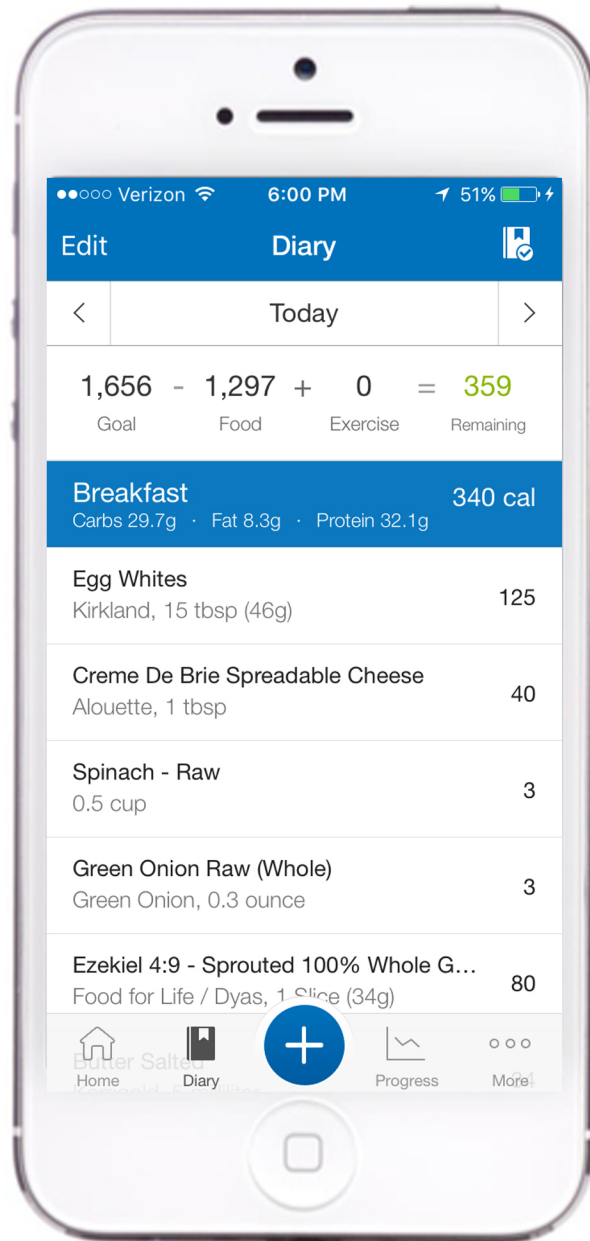 Verizon 6:00 PM 51%
Edit Diary
Today
1,656 - 1,297 + 0 = 359
Goal Food Exercise Remaining
Breakfast 340 cal
Carbs 29.7g · Fat 8.3g · Protein 32.1g
Egg Whites 125
Kirkland, 15 tbsp (46g)
Creme De Brie Spreadable Cheese 40
Alouette, 1 tbsp
Spinach - Raw 3
0.5 cup
Green Onion Raw (Whole) 3
Green Onion, 0.3 ounce
Ezekiel 4:9 - Sprouted 100% Whole G... 80
Food for Life / Dyas, 1 Slice (34g)
Butter Salted
Home Diary Progress More